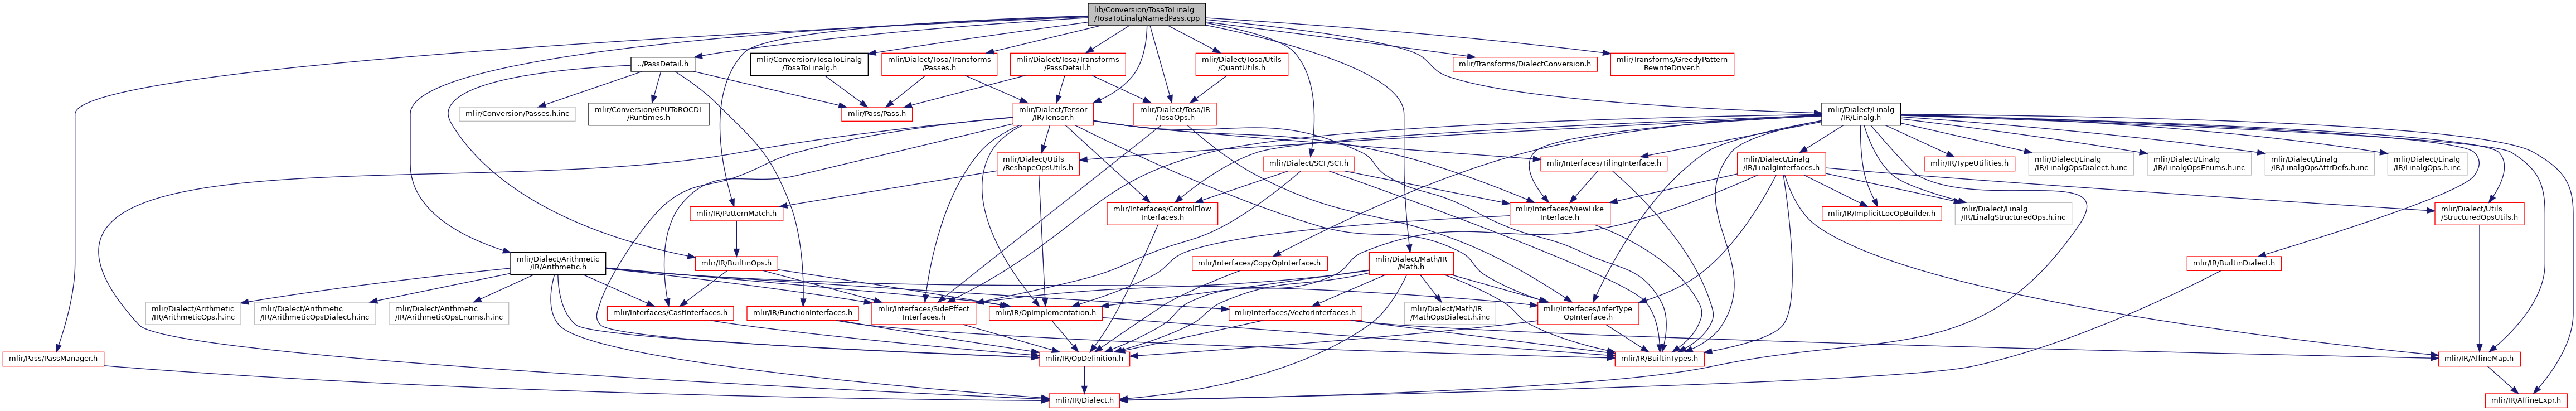 lib/Conversion/TosaToLinalg
/TosaToLinalgNamedPass.cpp
../PassDetail.h
mlir/Conversion/TosaToLinalg
/TosaToLinalg.h
mlir/Dialect/Tosa/Transforms
/Passes.h
mlir/Dialect/Tosa/Transforms
/PassDetail.h
mlir/Dialect/Tosa/Utils
/QuantUtils.h
mlir/Transforms/DialectConversion.h
mlir/Transforms/GreedyPattern
RewriteDriver.h
mlir/Conversion/Passes.h.inc
mlir/Conversion/GPUToROCDL
/Runtimes.h
mlir/Pass/Pass.h
mlir/Dialect/Tensor
/IR/Tensor.h
mlir/Dialect/Tosa/IR
/TosaOps.h
mlir/Dialect/Linalg
/IR/Linalg.h
mlir/Dialect/Utils
/ReshapeOpsUtils.h
mlir/Dialect/SCF/SCF.h
mlir/Interfaces/TilingInterface.h
mlir/Dialect/Linalg
/IR/LinalgInterfaces.h
mlir/IR/TypeUtilities.h
mlir/Dialect/Linalg
/IR/LinalgOpsDialect.h.inc
mlir/Dialect/Linalg
/IR/LinalgOpsEnums.h.inc
mlir/Dialect/Linalg
/IR/LinalgOpsAttrDefs.h.inc
mlir/Dialect/Linalg
/IR/LinalgOps.h.inc
mlir/IR/PatternMatch.h
mlir/Interfaces/ControlFlow
Interfaces.h
mlir/Interfaces/ViewLike
Interface.h
mlir/IR/ImplicitLocOpBuilder.h
mlir/Dialect/Linalg
/IR/LinalgStructuredOps.h.inc
mlir/Dialect/Utils
/StructuredOpsUtils.h
mlir/Dialect/Arithmetic
/IR/Arithmetic.h
mlir/IR/BuiltinOps.h
mlir/Interfaces/CopyOpInterface.h
mlir/Dialect/Math/IR
/Math.h
mlir/IR/BuiltinDialect.h
mlir/Dialect/Arithmetic
/IR/ArithmeticOps.h.inc
mlir/Dialect/Arithmetic
/IR/ArithmeticOpsDialect.h.inc
mlir/Dialect/Arithmetic
/IR/ArithmeticOpsEnums.h.inc
mlir/Interfaces/CastInterfaces.h
mlir/IR/FunctionInterfaces.h
mlir/Interfaces/SideEffect
Interfaces.h
mlir/IR/OpImplementation.h
mlir/Interfaces/VectorInterfaces.h
mlir/Dialect/Math/IR
/MathOpsDialect.h.inc
mlir/Interfaces/InferType
OpInterface.h
mlir/Pass/PassManager.h
mlir/IR/OpDefinition.h
mlir/IR/BuiltinTypes.h
mlir/IR/AffineMap.h
mlir/IR/Dialect.h
mlir/IR/AffineExpr.h